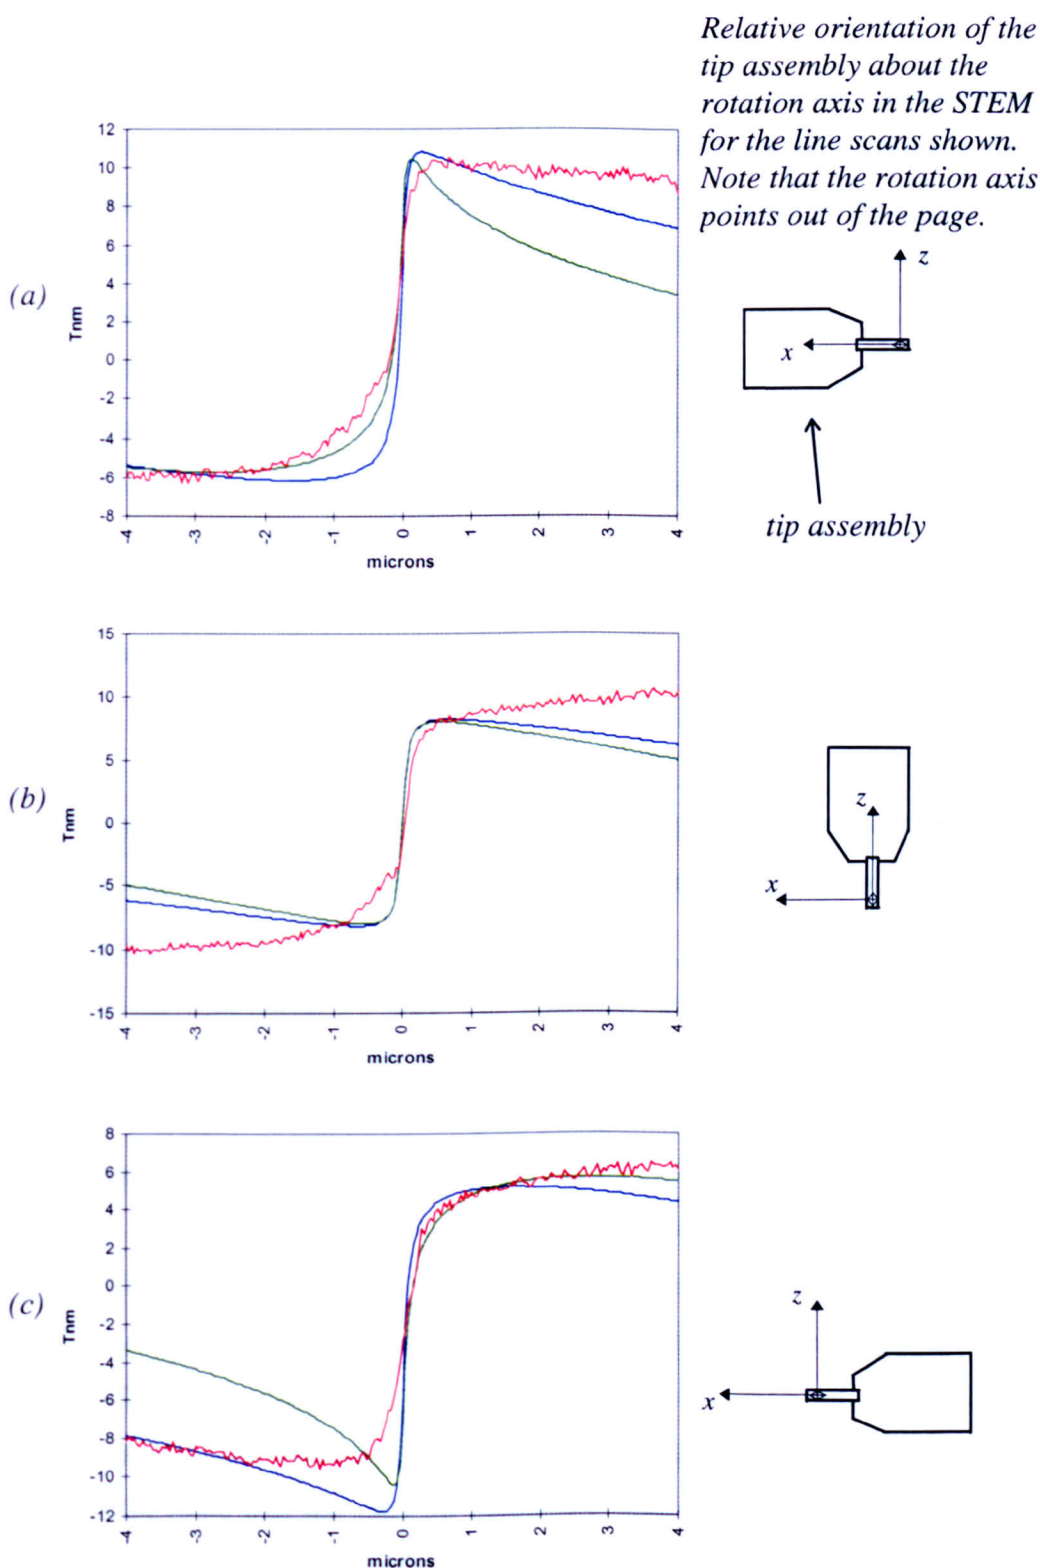 Relative orientation of the
tip assembly about the
rotation axis in the STEM
for the line scans shown.
Note that the rotation axis
points out of the page.
(a)
Tnm
12
10
8
6
4
2
0
-2
-4
-6
-8
-4
-3
-2
-1
0
1
2
3
4
microns
z
x
tip assembly
(b)
Tnm
15
10
5
0
-5
-10
-15
-4
-3
-2
-1
0
1
2
3
4
microns
z
x
(c)
Tnm
8
6
4
2
0
-2
-4
-6
-8
-10
-12
-4
-3
-2
-1
0
1
2
3
4
microns
z
x